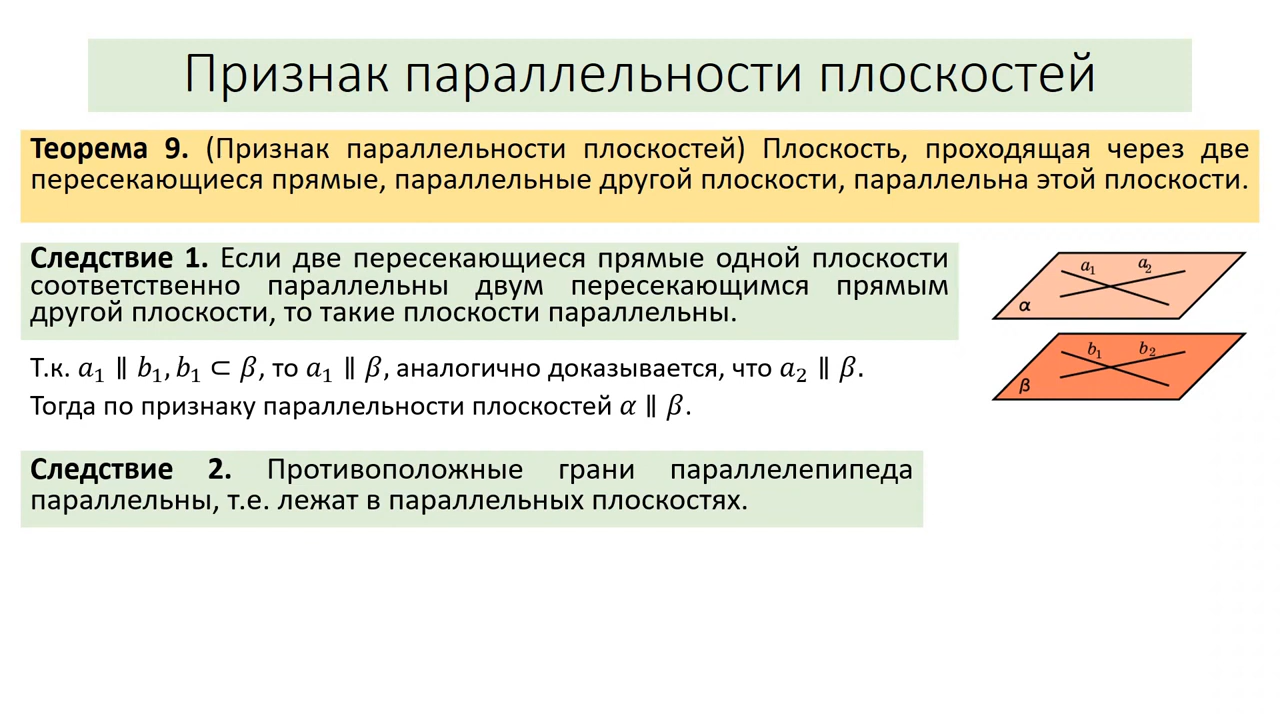 Признак параллельности плоскостей
Теорема 9. (Признак параллельности плоскостей) Плоскость, проходящая через две
пересекающиеся прямые, параллельные другой плоскости, параллельна этой плоскости.
Следствие 1. Если две пересекающиеся прямые одной плоскости
соответственно параллельны двум пересекающимся прямым
другой плоскости, то такие плоскости параллельны.
a₁ a₂
α
b₁ b₂
β
Т.к. a₁ ∥ b₁, b₁ ⊂ β, то a₁ ∥ β, аналогично доказывается, что a₂ ∥ β.
Тогда по признаку параллельности плоскостей α ∥ β.
Следствие 2. Противоположные грани параллелепипеда
параллельны, т.е. лежат в параллельных плоскостях.